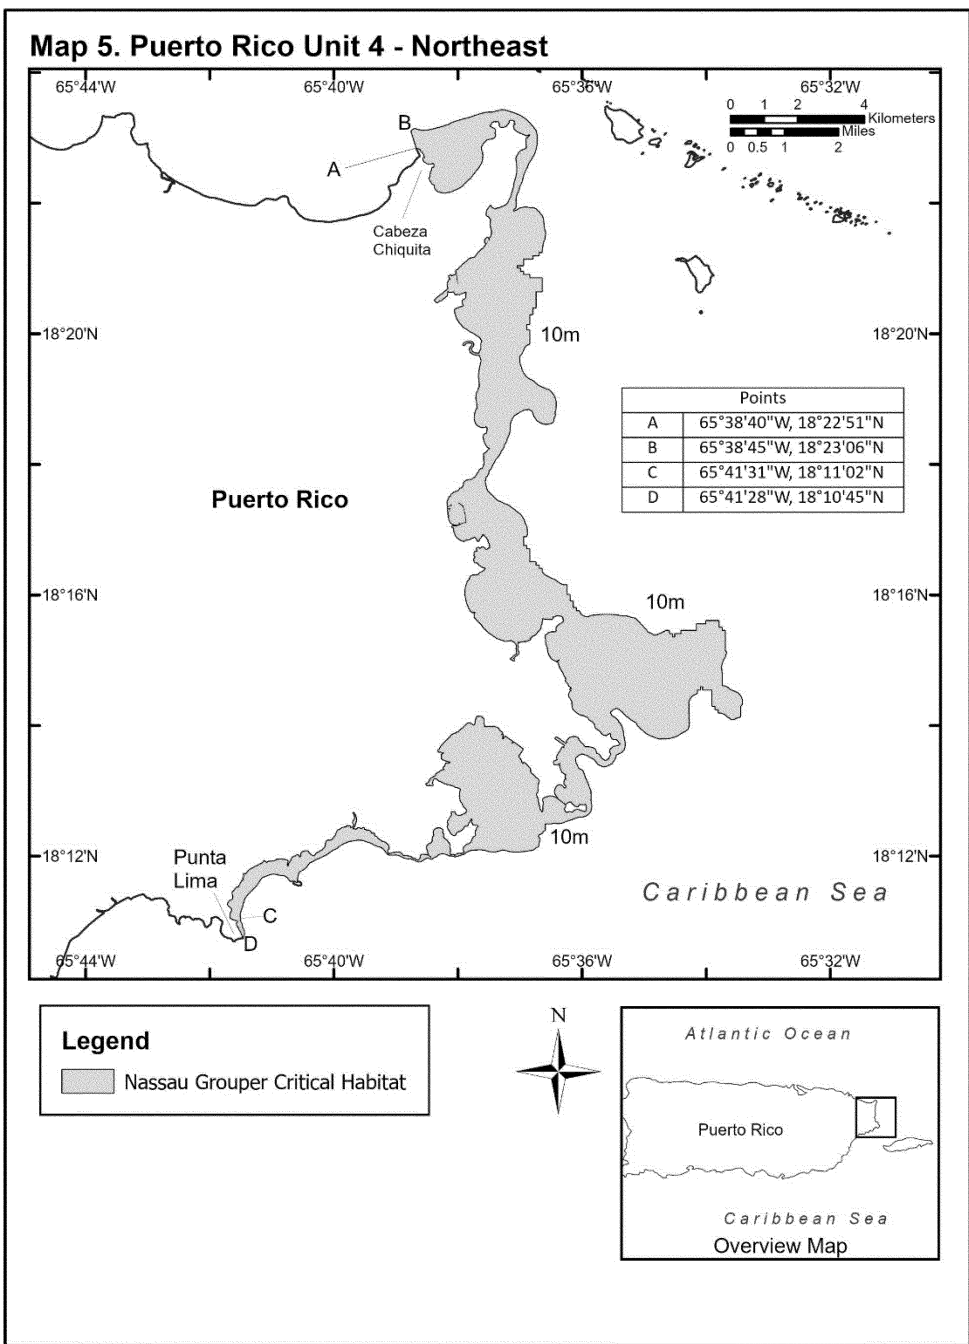 Map 5. Puerto Rico Unit 4 - Northeast
65°44'W 65°40'W 65°36'W 65°32'W
0 1 2 4
Kilometers
Miles
0 0.5 1 2
B
A
Cabeza
Chiquita
18°20'N 18°20'N
10m
Points
A 65°38'40"W, 18°22'51"N
B 65°38'45"W, 18°23'06"N
C 65°41'31"W, 18°11'02"N
D 65°41'28"W, 18°10'45"N
Puerto Rico
18°16'N 18°16'N
10m
10m
18°12'N 18°12'N
Punta
Lima
Caribbean Sea
C
D
65°44'W 65°40'W 65°36'W 65°32'W
Legend
Nassau Grouper Critical Habitat
N
Atlantic Ocean
Puerto Rico
Caribbean Sea
Overview Map